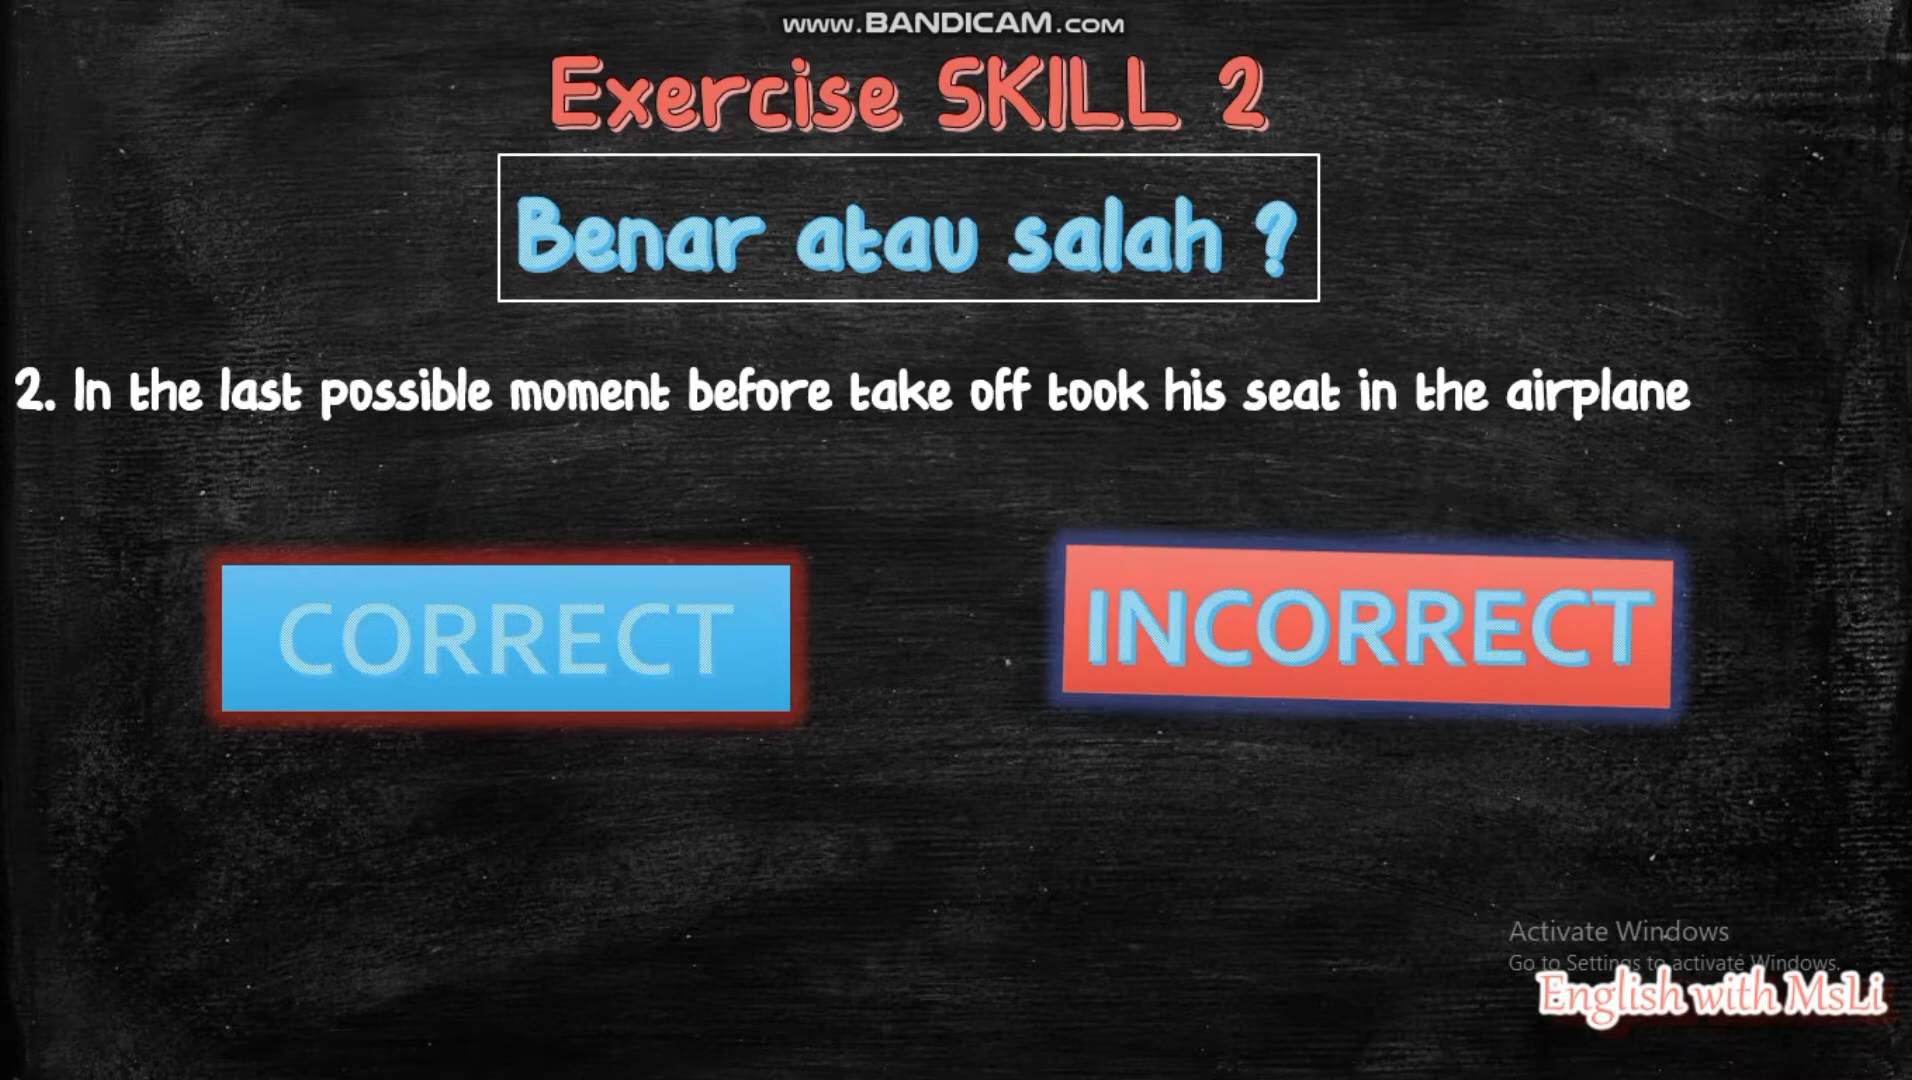 www.BANDICAM.com
Exercise SKILL 2
Benar atau salah ?
2. In the last possible moment before take off took his seat in the airplane
CORRECT
INCORRECT
Activate Windows
Go to Settings to activate Windows.
English with MsLi